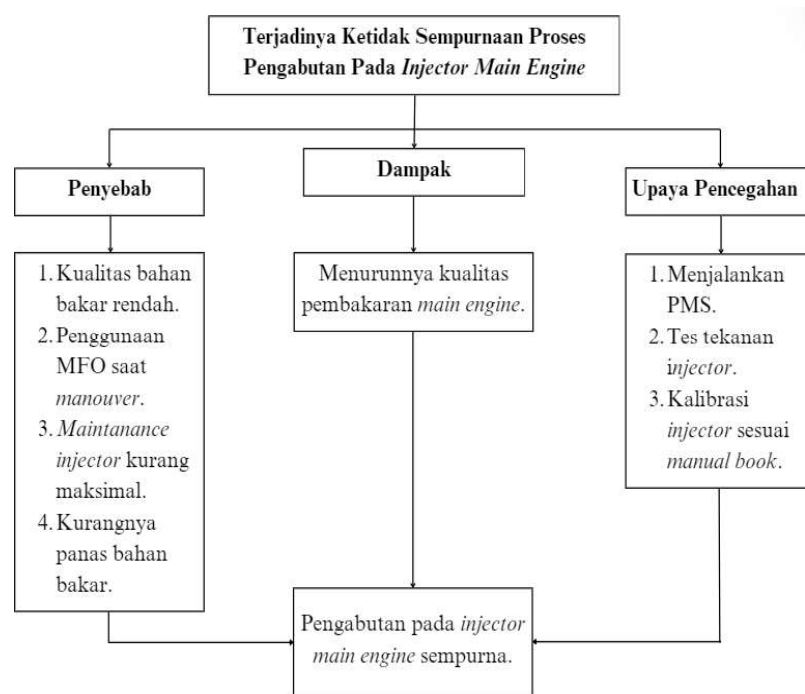 Terjadinya Ketidak Sempurnaan Proses
Pengabutan Pada Injector Main Engine
Penyebab
Dampak
Upaya Pencegahan
1. Kualitas bahan
bakar rendah.
2. Penggunaan
MFO saat
manouver.
3. Maintanance
injector kurang
maksimal.
4. Kurangnya
panas bahan
bakar.
Menurunnya kualitas
pembakaran main engine.
1. Menjalankan
PMS.
2. Tes tekanan
injector.
3. Kalibrasi
injector sesuai
manual book.
Pengabutan pada injector
main engine sempurna.